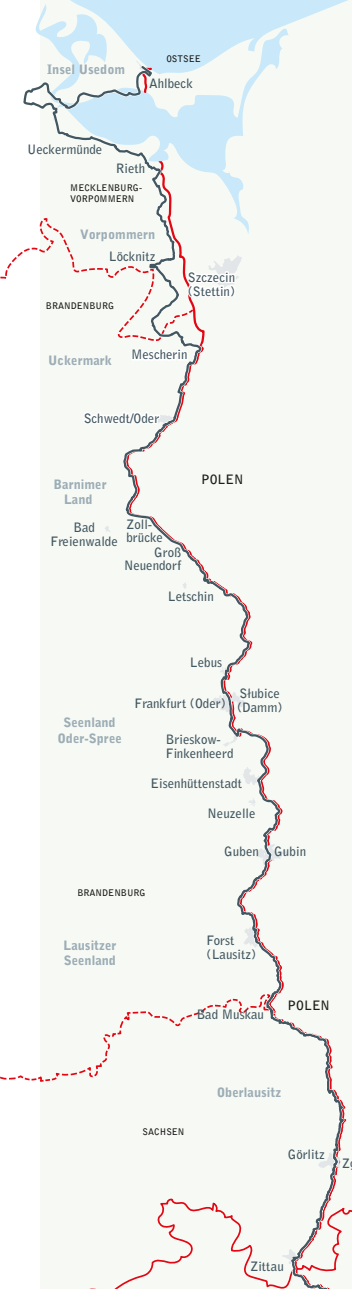 OSTSEE
Insel Usedom
Ahlbeck
Ueckermünde
Rieth
MECKLENBURG-
VORPOMMERN
Vorpommern
Löcknitz
Szczecin
(Stettin)
BRANDENBURG
Mescherin
Uckermark
Schwedt/Oder
POLEN
Barnimer
Land
Bad
Freienwalde
Zoll-
brücke
Groß
Neuendorf
Letschin
Lebus
Frankfurt (Oder)
Słubice
(Damm)
Seenland
Oder-Spree
Brieskow-
Finkenheerd
Eisenhüttenstadt
Neuzelle
Guben
Gubin
BRANDENBURG
Forst
(Lausitz)
Lausitzer
Seenland
POLEN
Bad Muskau
Oberlausitz
SACHSEN
Görlitz
Zg
Zittau